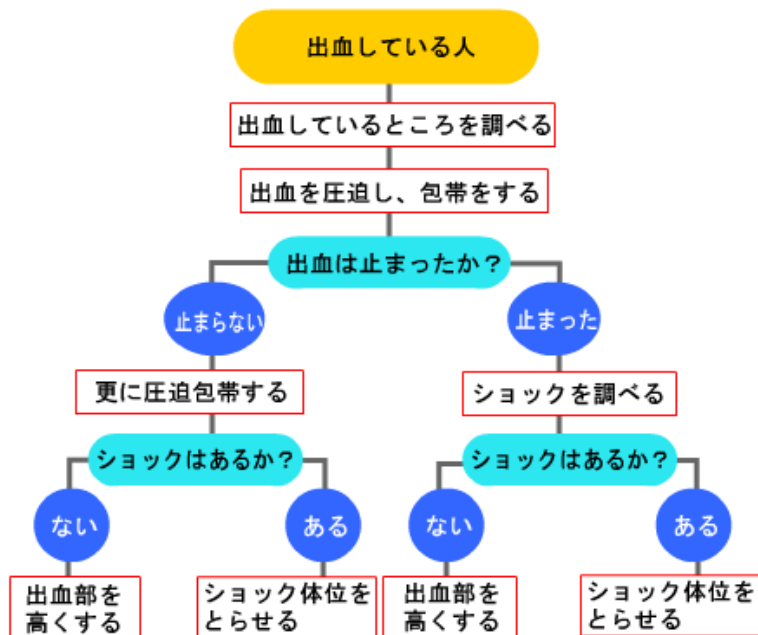 出血している人
出血しているところを調べる
出血を圧迫し、包帯をする
出血は止まったか？
止まらない
止まった
更に圧迫包帯する
ショックを調べる
ショックはあるか？
ショックはあるか？
ない
ある
ない
ある
出血部を
高くする
ショック体位を
とらせる
出血部を
高くする
ショック体位を
とらせる